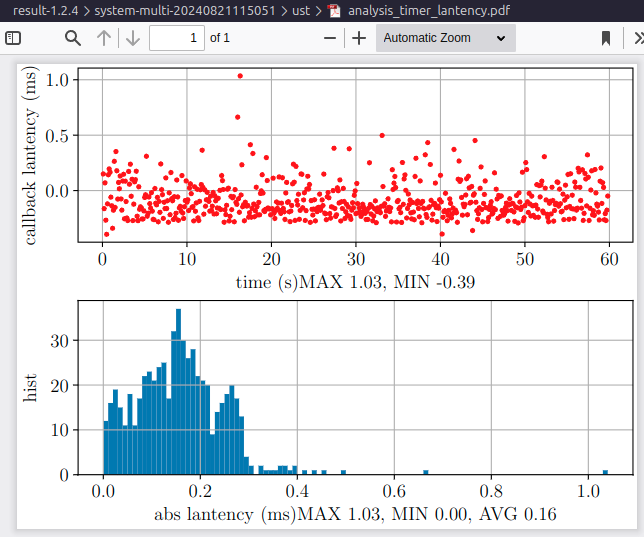 result-1.2.4 > system-multi-20240821115051 > ust > analysis_timer_lantency.pdf
1 of 1 Automatic Zoom
callback lantency (ms)
1.0
0.5
0.0
0 10 20 30 40 50 60
time (s)MAX 1.03, MIN -0.39
hist
30
20
10
0
0.0 0.2 0.4 0.6 0.8 1.0
abs lantency (ms)MAX 1.03, MIN 0.00, AVG 0.16